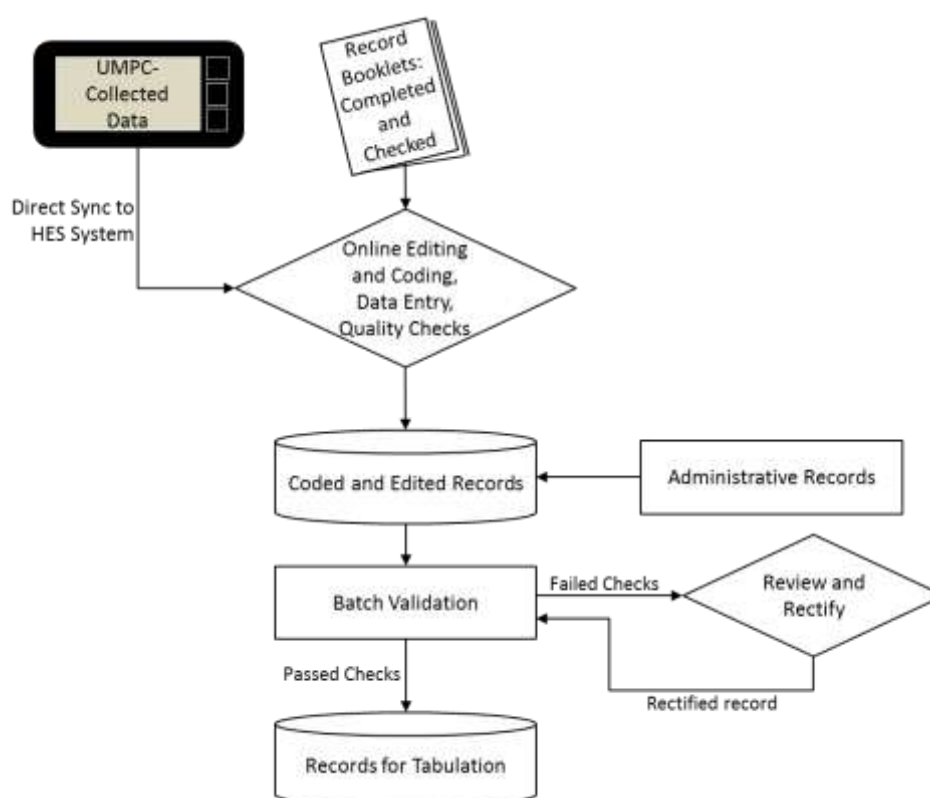 UMPC-
Collected
Data
Record
Booklets:
Completed
and
Checked
Direct Sync to
HES System
Online Editing
and Coding,
Data Entry,
Quality Checks
Coded and Edited Records
Administrative Records
Batch Validation
Failed Checks
Review and
Rectify
Passed Checks
Rectified record
Records for Tabulation